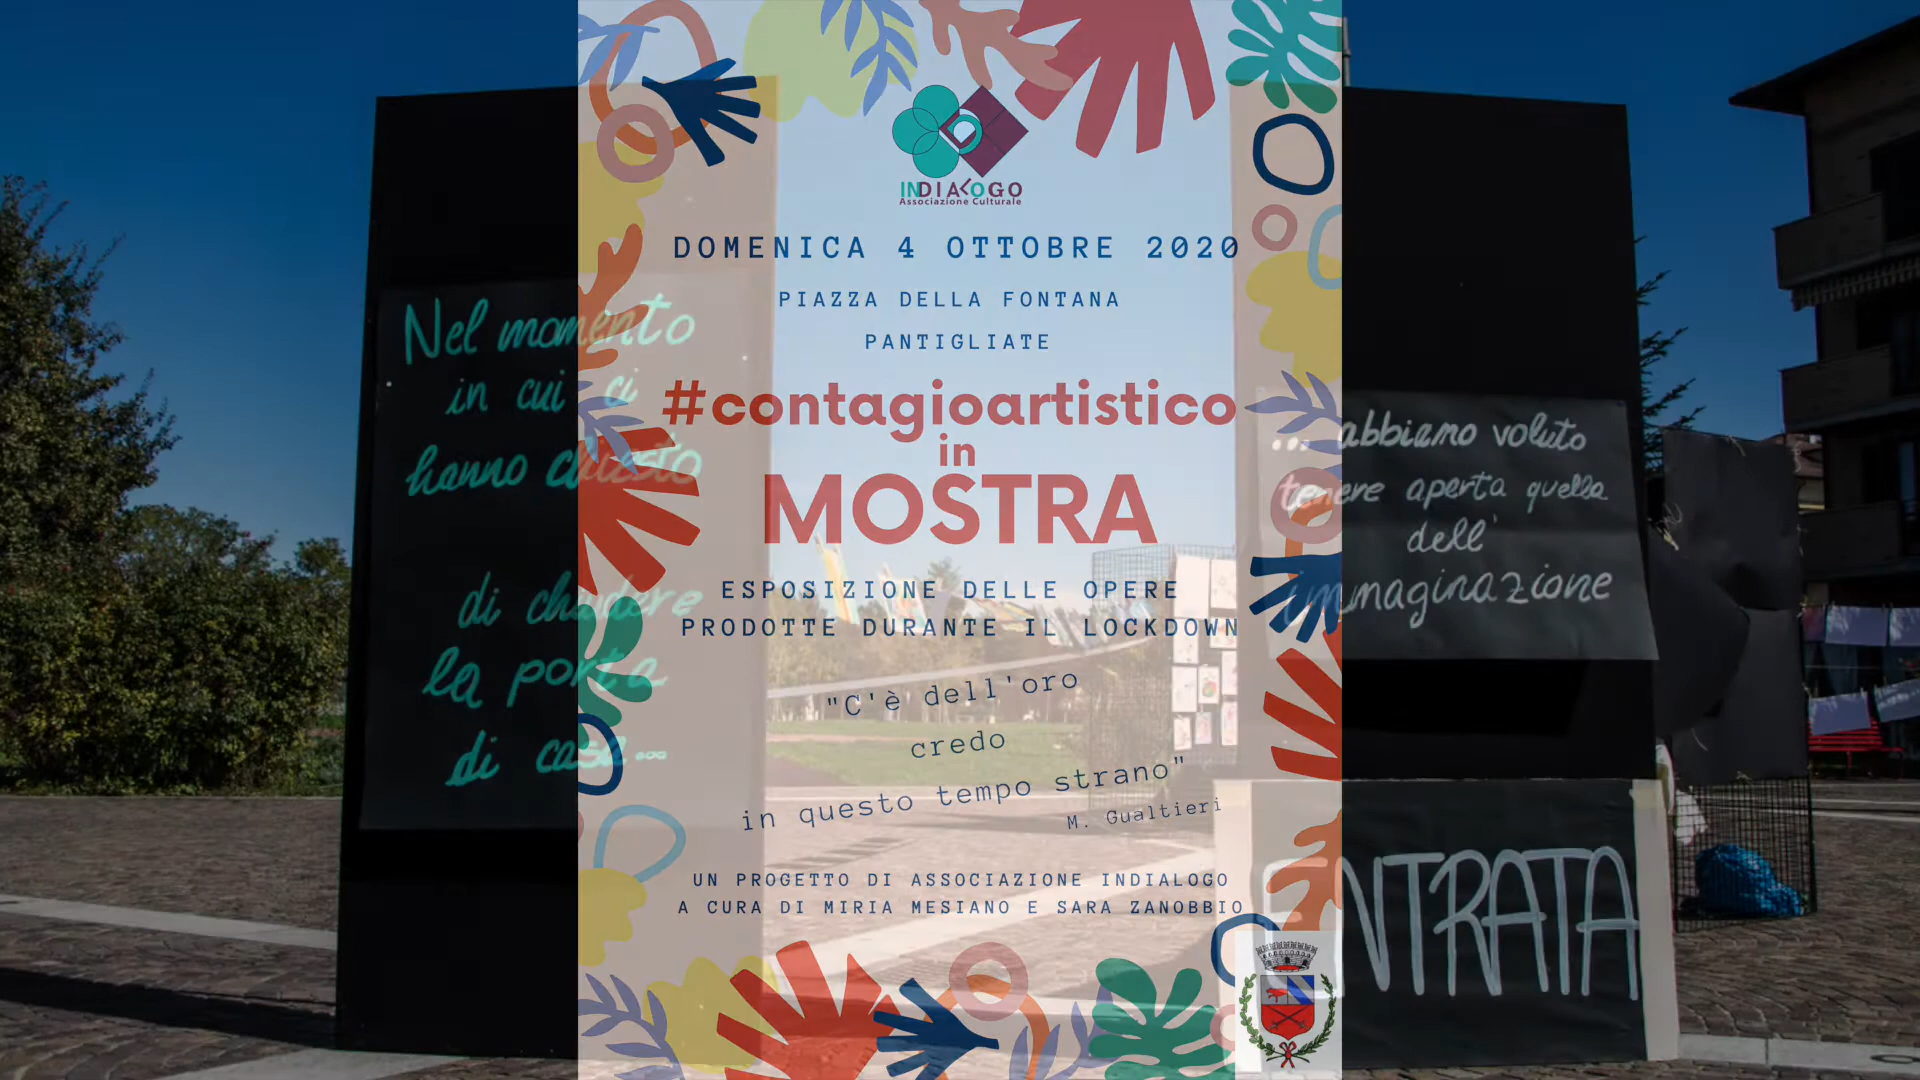 INDIALOGO
Associazione Culturale
DOMENICA 4 OTTOBRE 2020
PIAZZA DELLA FONTANA
PANTIGLIATE
#contagioartistico
in
MOSTRA
ESPOSIZIONE DELLE OPERE
PRODOTTE DURANTE IL LOCKDOWN
"C'è dell'oro
credo
in questo tempo strano"
M. Gualtieri
UN PROGETTO DI ASSOCIAZIONE INDIALOGO
A CURA DI MIRIA MESIANO E SARA ZANOBBIO
Nel momento
in cui ci
hanno chiesto
di chiudere
la porta
di casa...
... abbiamo voluto
tenere aperta quella
dell'
immaginazione
ENTRATA